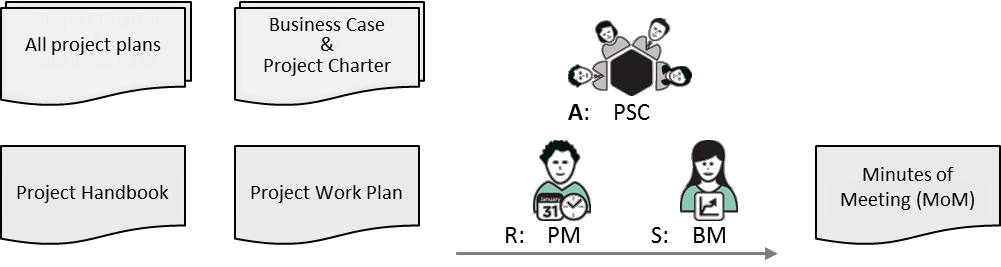 All project plans
Business Case
&
Project Charter
A: PSC
Project Handbook
Project Work Plan
January
31
R: PM
S: BM
Minutes of
Meeting (MoM)